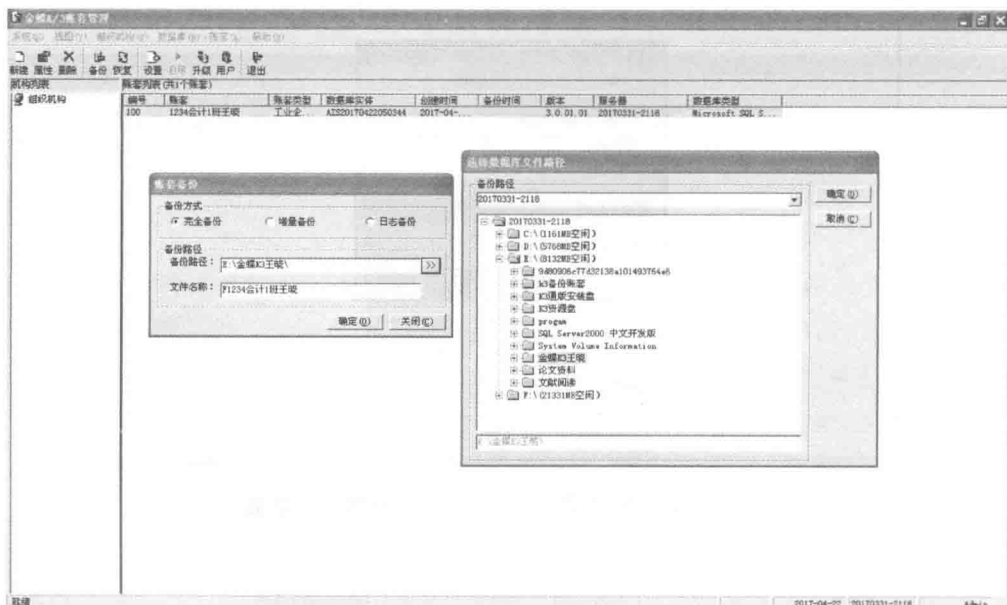 金蝶K/3账套管理
新建 属性 删除 备份 恢复 设置 启用 升级 用户 退出
机构列表
账套列表(共1个账套)
组织机构
编号 账套 账套类型 数据库实体 创建时间 备份时间 版本 服务器 数据库类型
100 1234会计1班王晓 工业企... AIS20170422050344 2017-04-... 3.0.01.01 20170331-2118 Microsoft SQL S...
账套备份
备份方式
完全备份 增量备份 日志备份
备份路径
备份路径: E:\金蝶K3王晓\ >>
文件名称: F1234会计1班王晓
确定(O) 关闭(C)
选择数据库文件路径
备份路径
20170331-2118
确定(O)
取消(C)
20170331-2118
C:\(1161MB空闲)
D:\(5766MB空闲)
E:\(8132MB空闲)
k3备份账套
K3通版安装盘
K3资源盘
progam
SQL Server2000 中文开发版
System Volume Information
金蝶K3王晓
论文资料
文献阅读
F:\(21331MB空闲)
E:\金蝶K3王晓\
就绪
2017-04-22 20170331-2118 Admin